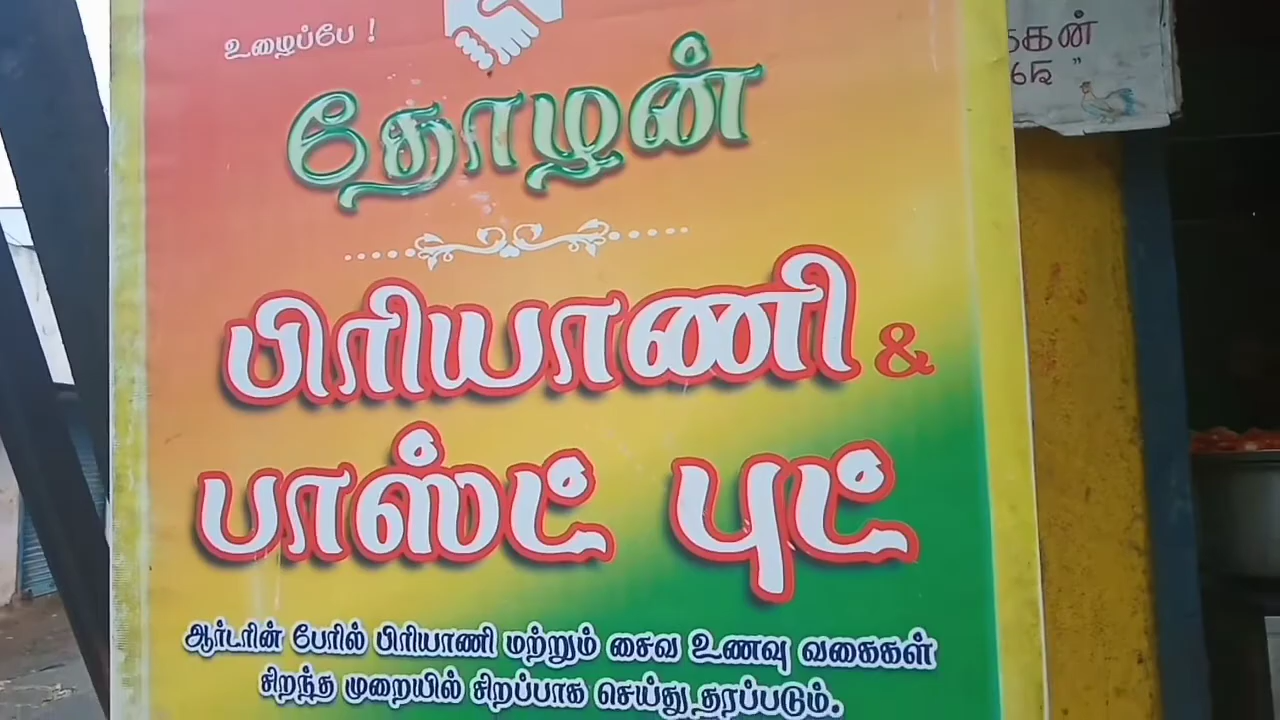 உழைப்பே !
தோழன்
பிரியாணி &
பாஸ்ட் புட்
ஆர்டரின் பேரில் பிரியாணி மற்றும் சைவ உணவு வகைகள்
சிறந்த முறையில் சிறப்பாக செய்து தரப்படும்.